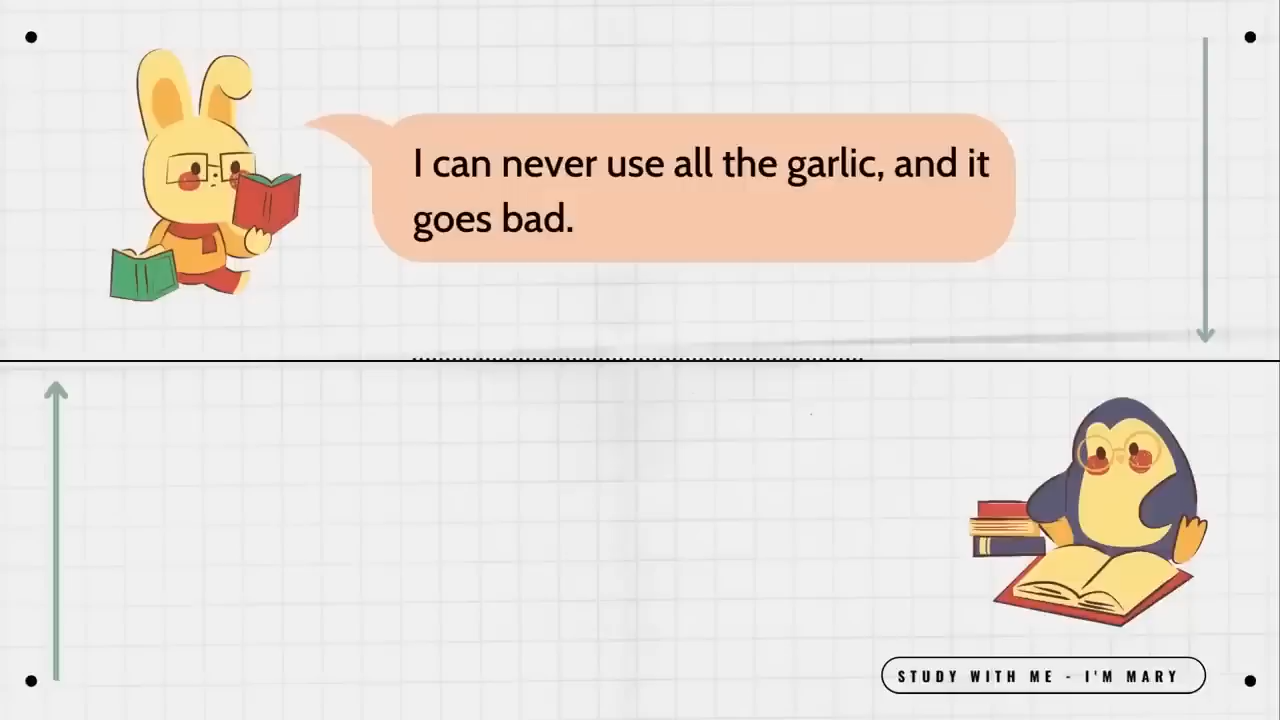 I can never use all the garlic, and it
goes bad.
STUDY WITH ME - I'M MARY